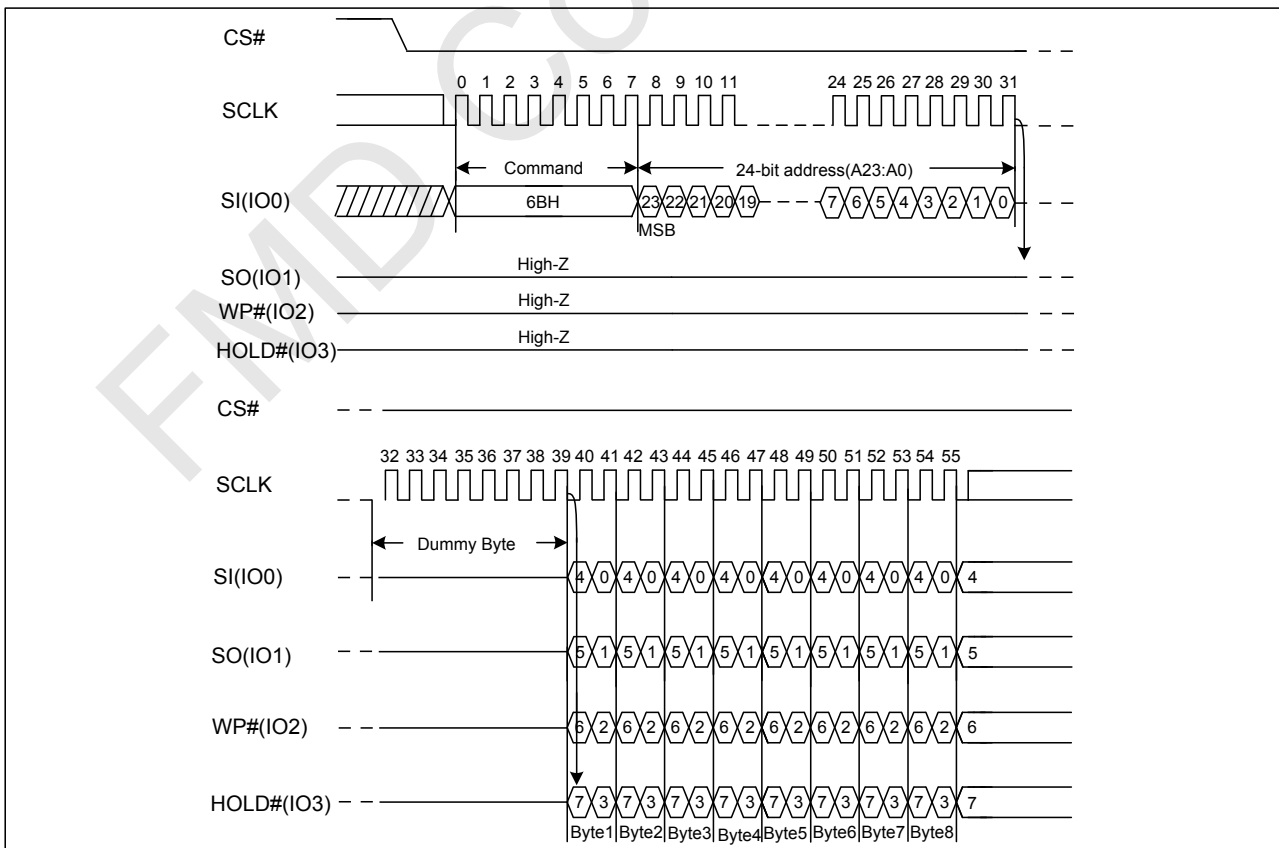 CS#
0 1 2 3 4 5 6 7 8 9 10 11 24 25 26 27 28 29 30 31
SCLK
Command 24-bit address(A23:A0)
SI(IO0) 6BH 23 22 21 20 19 7 6 5 4 3 2 1 0
MSB
SO(IO1) High-Z
WP#(IO2) High-Z
HOLD#(IO3) High-Z
CS#
32 33 34 35 36 37 38 39 40 41 42 43 44 45 46 47 48 49 50 51 52 53 54 55
SCLK
Dummy Byte
SI(IO0) 4 0 4 0 4 0 4 0 4 0 4 0 4 0 4 0 4
SO(IO1) 5 1 5 1 5 1 5 1 5 1 5 1 5 1 5 1 5
WP#(IO2) 6 2 6 2 6 2 6 2 6 2 6 2 6 2 6 2 6
HOLD#(IO3) 7 3 7 3 7 3 7 3 7 3 7 3 7 3 7 3 7
Byte1 Byte2 Byte3 Byte4 Byte5 Byte6 Byte7 Byte8
FMD Co